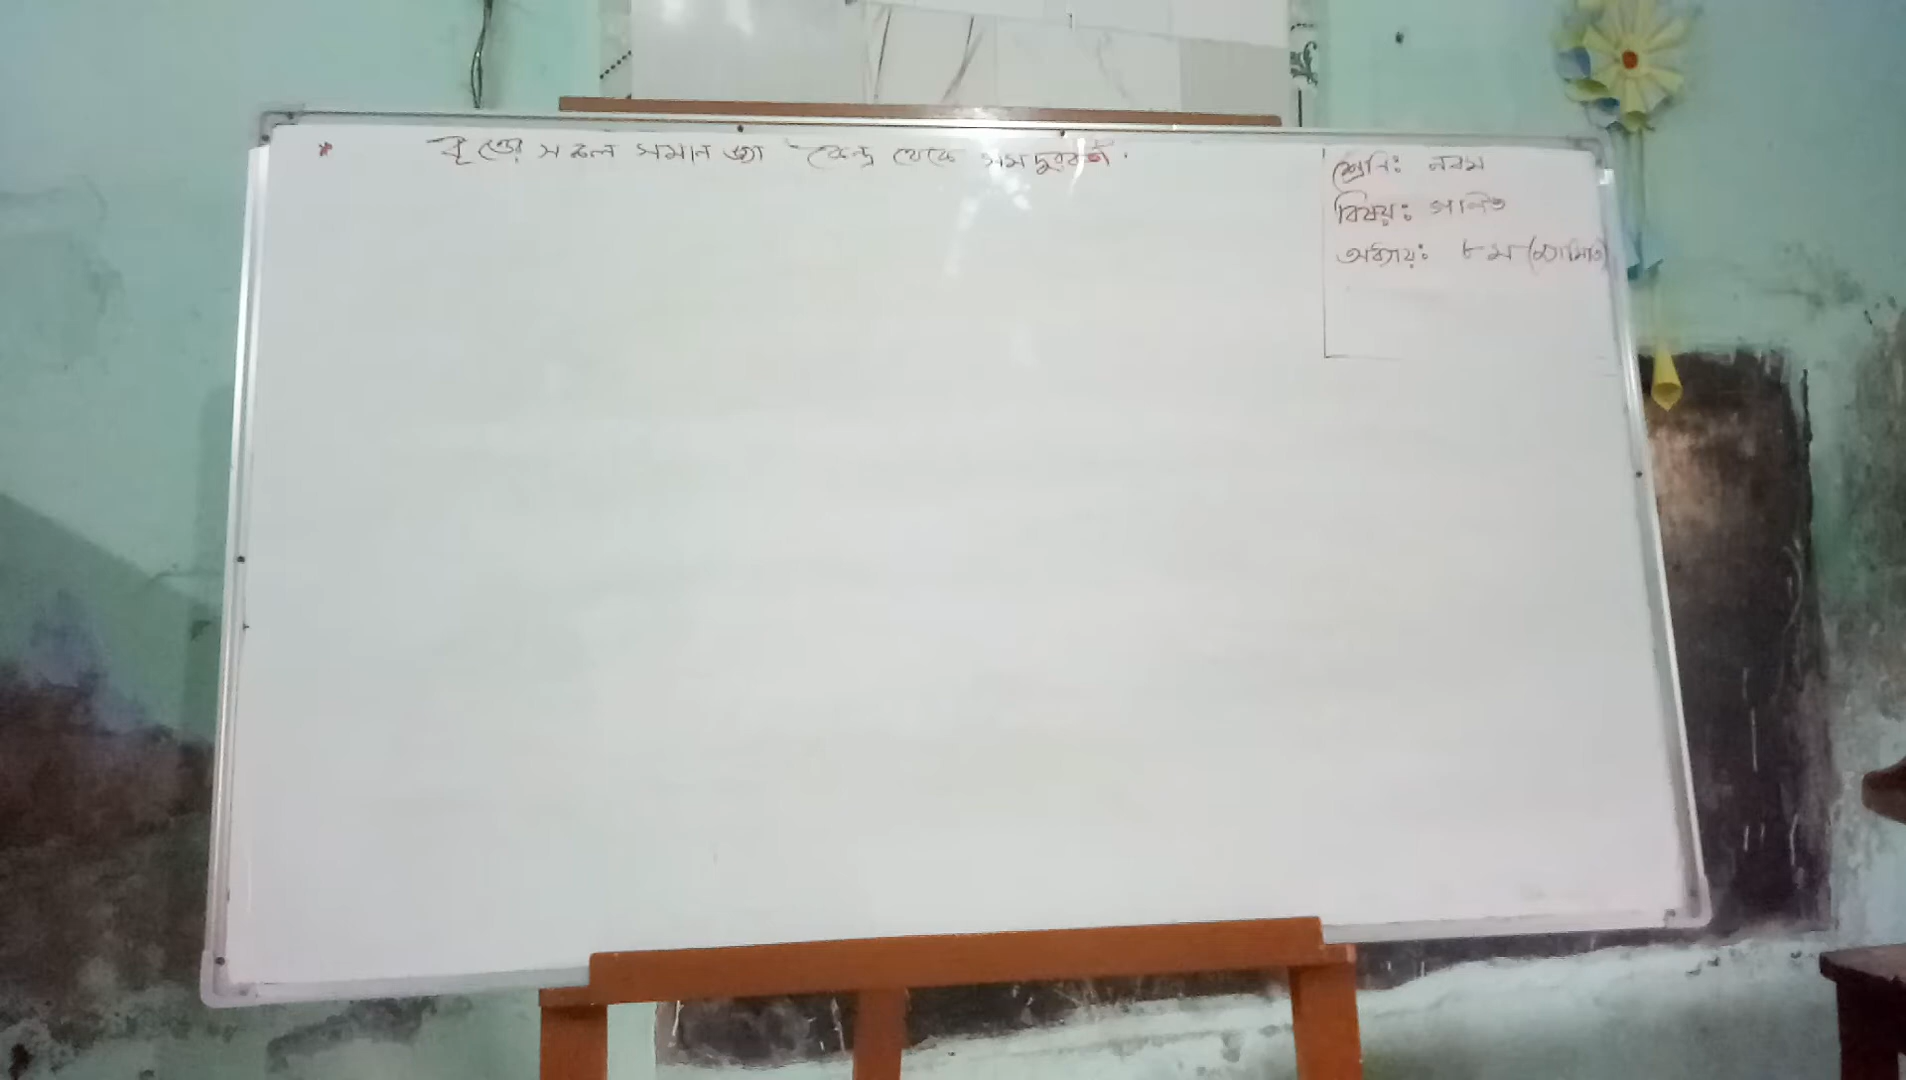 * বৃত্তের সকল সমান জ্যা কেন্দ্র থেকে সমদূরবর্তী।
শ্রেণিঃ নবম
বিষয়ঃ গণিত
অধ্যায়ঃ ৮ম (জ্যামিতি)